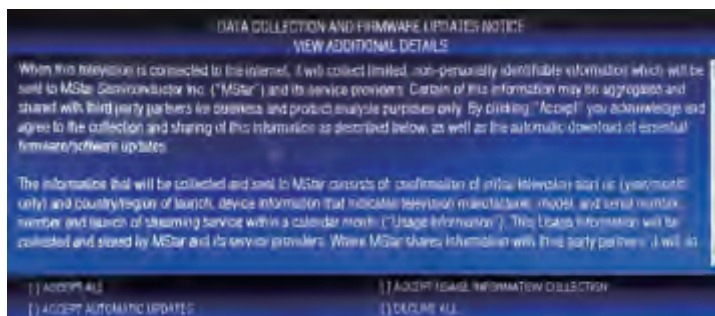 DATA COLLECTION AND FIRMWARE UPDATES NOTICE
VIEW ADDITIONAL DETAILS
When this television is connected to the internet, it will collect limited, non-personally identifiable information which will be
sent to MStar Semiconductor Inc. ("MStar") and its service providers. Certain of this information may be aggregated and
shared with third party partners for business and product analysis purposes only. By clicking "Accept" you acknowledge and
agree to the collection and sharing of this information as described below, as well as the automatic download of essential
firmware/software updates.
The information that will be collected and sent to MStar consists of: confirmation of initial television start up (year/month
only) and country/region of launch, device information that indicates television manufacturer, model, and serial number
number and launch of streaming service within a calendar month ("Usage Information"). This Usage Information will be
collected and stored by MStar and its service providers. Where MStar shares information with third party partners, it will do
[ ] ACCEPT ALL
[ ] ACCEPT USAGE INFORMATION COLLECTION
[ ] ACCEPT AUTOMATIC UPDATES
[ ] DECLINE ALL